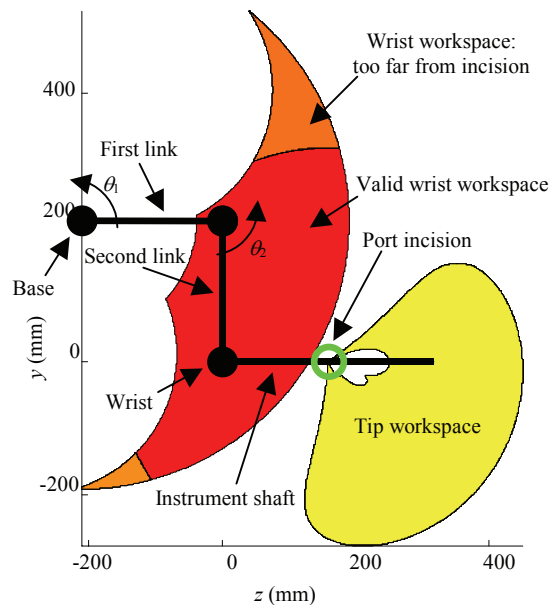 Wrist workspace:
too far from incision
400
First link
θ1
Valid wrist workspace
200
Second link
θ2
Port incision
Base
y (mm)
0
Wrist
Tip workspace
Instrument shaft
-200
-200
0
200
400
z (mm)